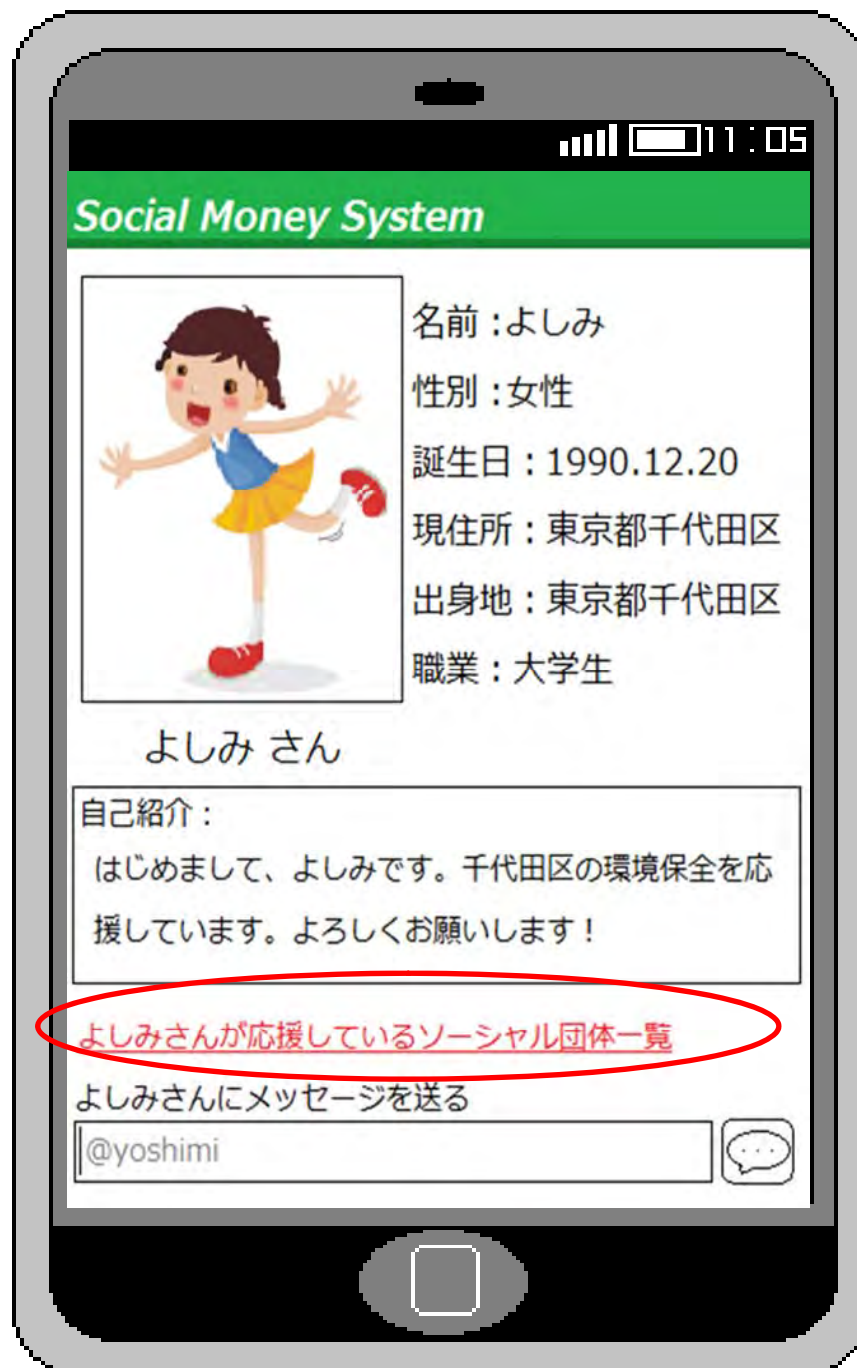 11:05
Social Money System
名前:よしみ
性別:女性
誕生日:1990.12.20
現住所:東京都千代田区
出身地:東京都千代田区
職業:大学生
よしみ さん
自己紹介:
はじめまして、よしみです。千代田区の環境保全を応
援しています。よろしくお願いします!
よしみさんが応援しているソーシャル団体一覧
よしみさんにメッセージを送る
@yoshimi